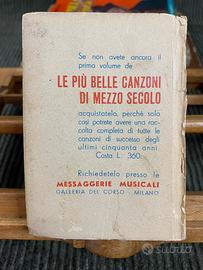 Se non avete ancora il
primo volume de
LE PIÙ BELLE CANZONI
DI MEZZO SECOLO
acquistatelo, perchè solo
così potrete avere una rac-
colta completa di tutte le
canzoni di successo degli
ultimi cinquanta anni.
Costa L. 360.
Richiedetelo presso le
MESSAGGERIE MUSICALI
GALLERIA DEL CORSO - MILANO
subito